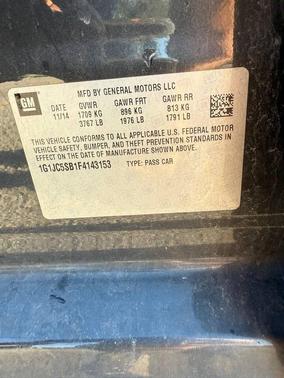 GM
MFD BY GENERAL MOTORS LLC
DATE GVWR GAWR FRT GAWR RR
11/14 1709 KG 896 KG 813 KG
3767 LB 1976 LB 1791 LB
THIS VEHICLE CONFORMS TO ALL APPLICABLE U.S. FEDERAL MOTOR
VEHICLE SAFETY, BUMPER, AND THEFT PREVENTION STANDARDS
IN EFFECT ON THE DATE OF MANUFACTURE SHOWN ABOVE.
1G1JC5SB1F4143153 TYPE: PASS CAR